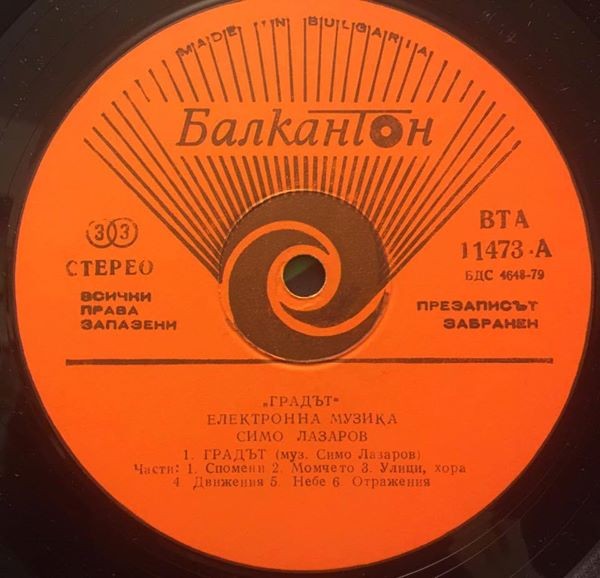 MADE IN BULGARIA
Балкантон
33
СТЕРЕО
ВСИЧКИ
ПРАВА
ЗАПАЗЕНИ
ВТА
11473-А
БДС 4648-79
ПРЕЗАПИСЪТ
ЗАБРАНЕН
„ГРАДЪТ"
ЕЛЕКТРОННА МУЗИКА
СИМО ЛАЗАРОВ
1. ГРАДЪТ (муз. Симо Лазаров)
Части: 1. Спомени 2. Момчето 3. Улици, хора
4 Движения 5. Небе 6 Отражения